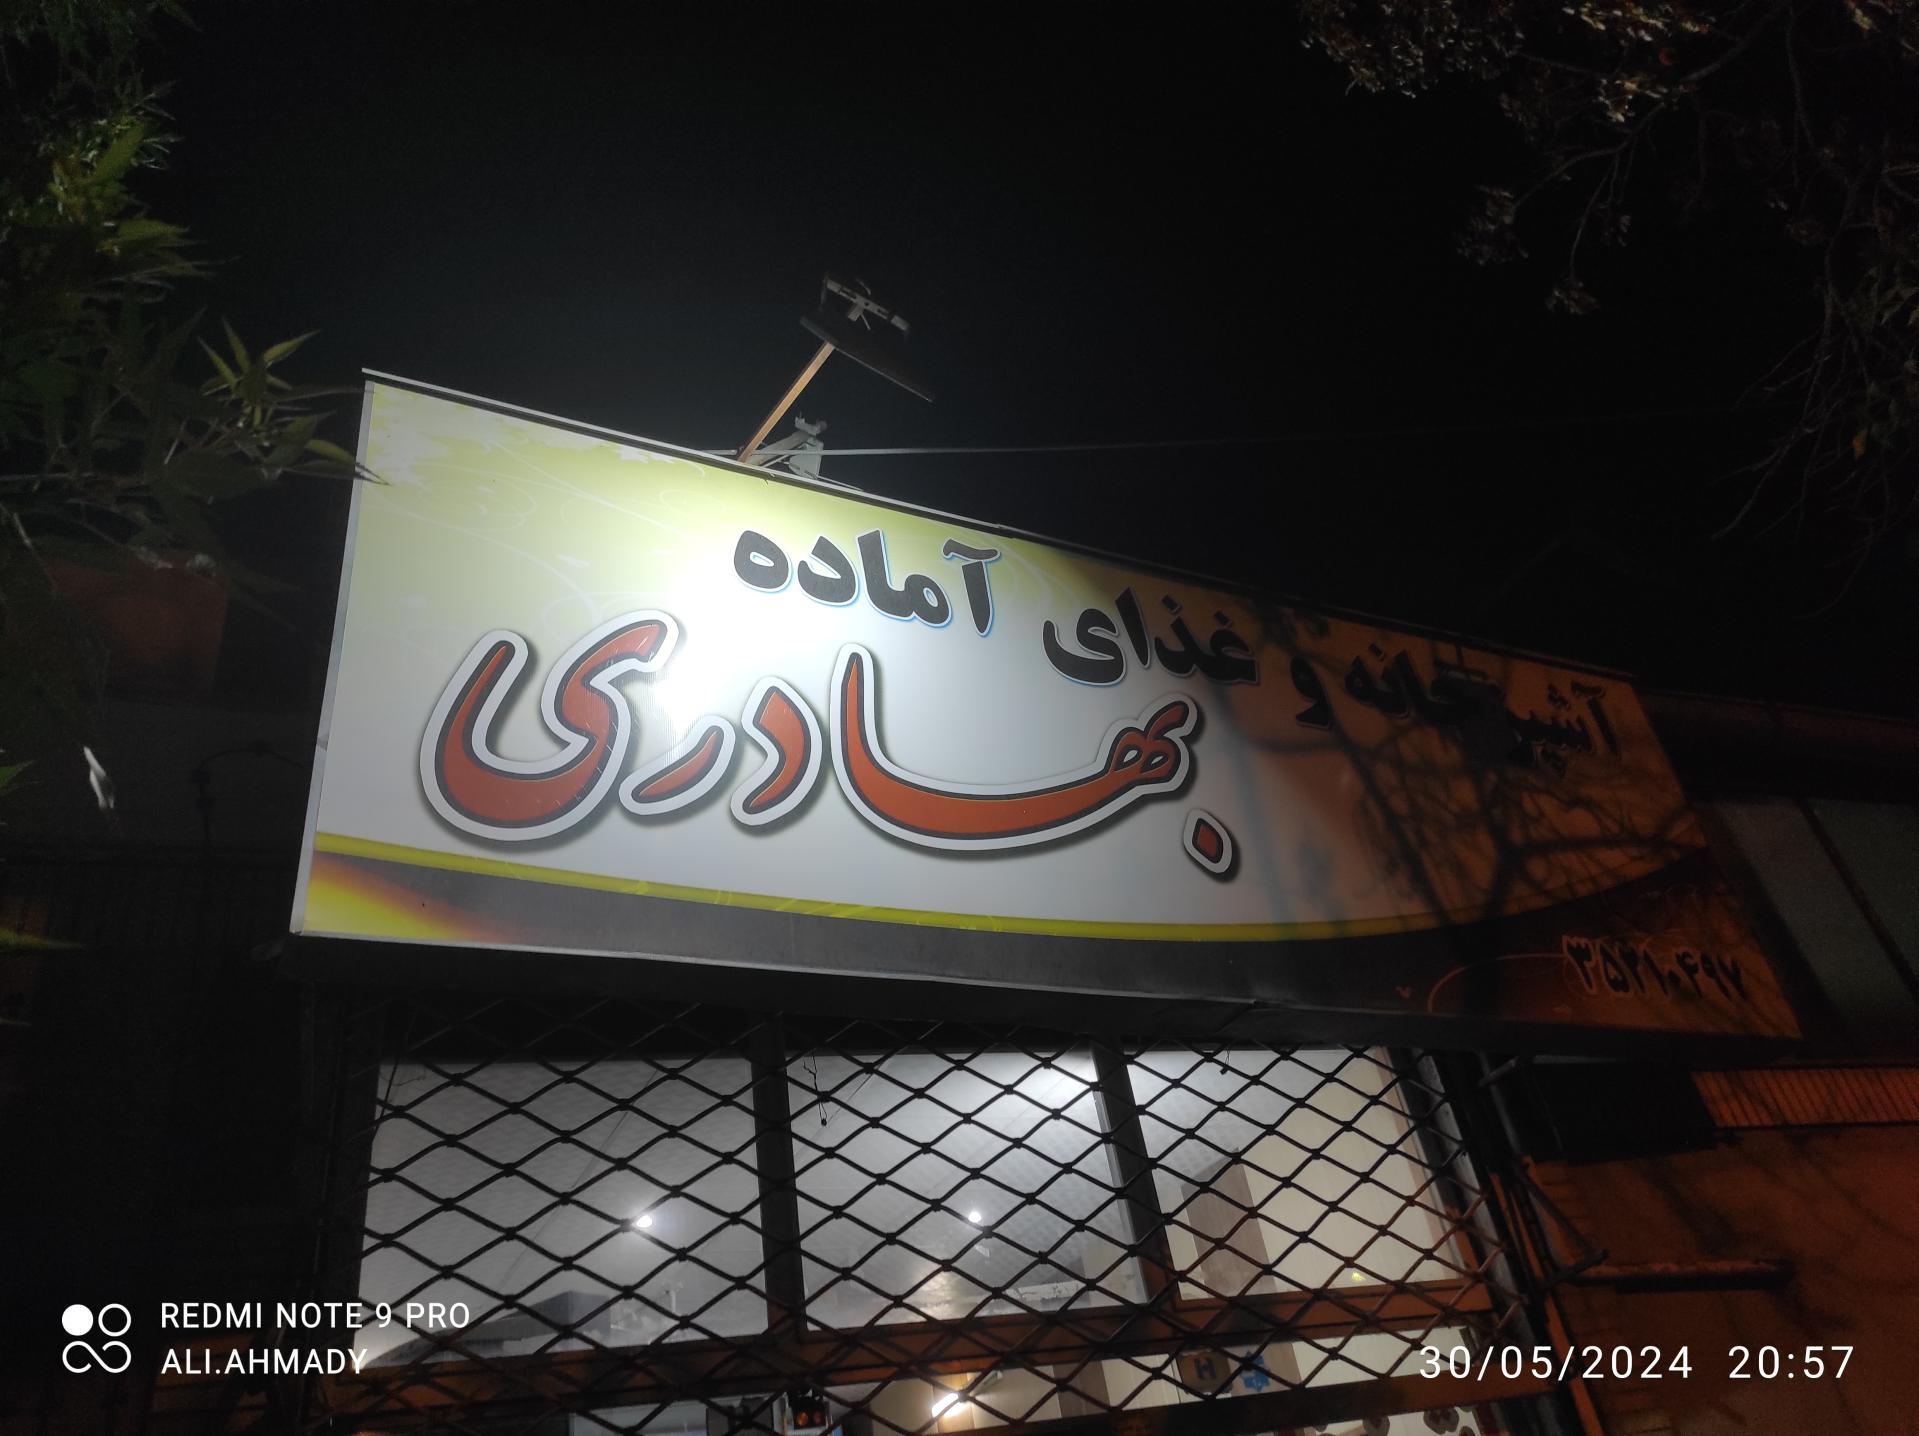 آشپزخانه و غذای آماده
بهادری
۳۵۲۱۰۴۹۷
REDMI NOTE 9 PRO
ALI.AHMADY
30/05/2024 20:57